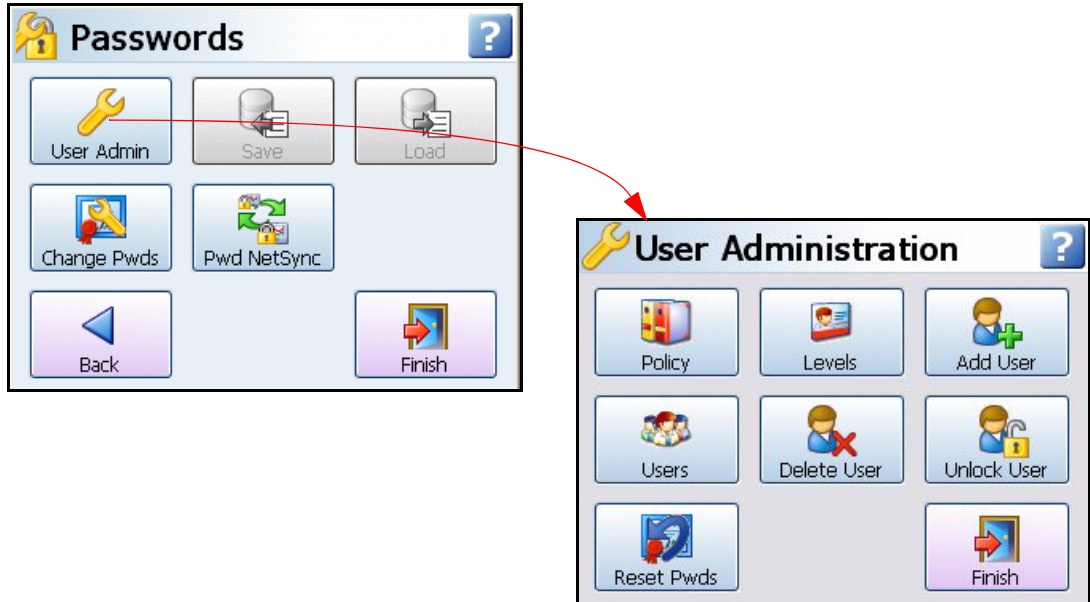 Passwords
?
User Admin
Save
Load
Change Pwds
Pwd NetSync
Back
Finish
User Administration
?
Policy
Levels
Add User
Users
Delete User
Unlock User
Reset Pwds
Finish